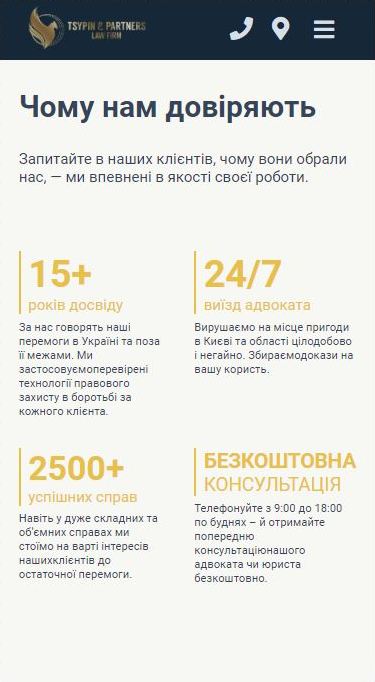 TSYPIN & PARTNERS
LAW FIRM
Чому нам довіряють
Запитайте в наших клієнтів, чому вони обрали
нас, — ми впевнені в якості своєї роботи.
15+
років досвіду
За нас говорять наші
перемоги в Україні та поза
її межами. Ми
застосовуємоперевірені
технології правового
захисту в боротьбі за
кожного клієнта.
24/7
виїзд адвоката
Вирушаємо на місце пригоди
в Києві та області цілодобово
і негайно. Збираємодокази на
вашу користь.
2500+
успішних справ
Навіть у дуже складних та
об'ємних справах ми
стоїмо на варті інтересів
нашихклієнтів до
остаточної перемоги.
БЕЗКОШТОВНА
КОНСУЛЬТАЦІЯ
Телефонуйте з 9:00 до 18:00
по буднях – й отримайте
попередню
консультаціюнашого
адвоката чи юриста
безкоштовно.